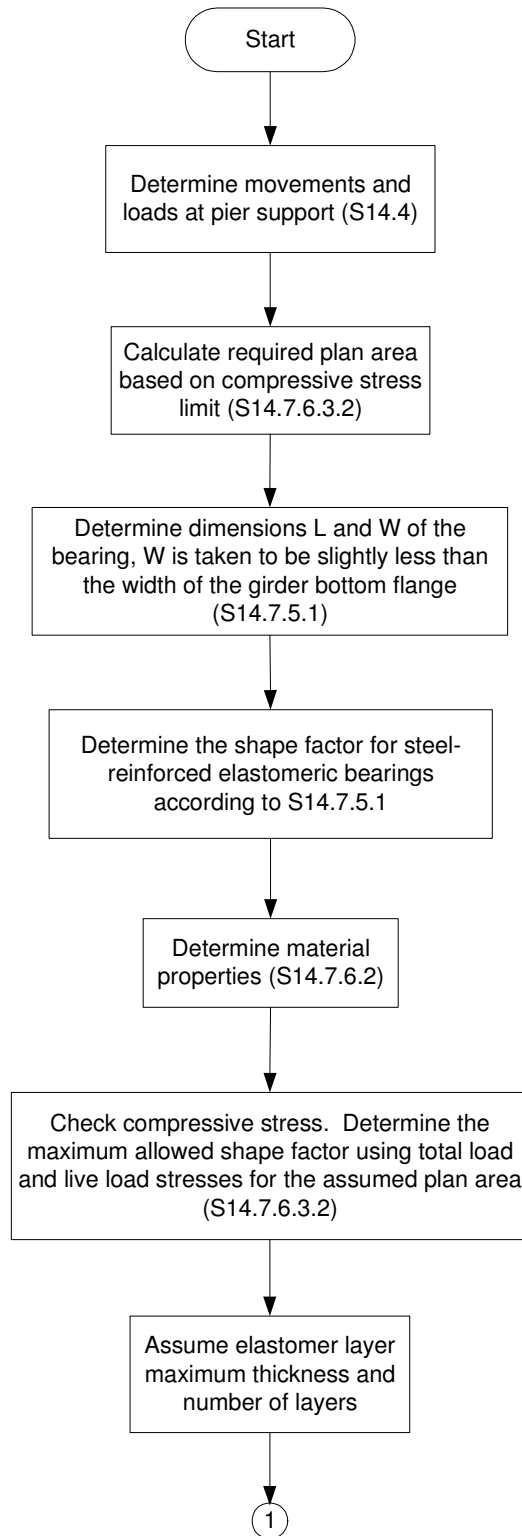 Start
Determine movements and
loads at pier support (S14.4)
Calculate required plan area
based on compressive stress
limit (S14.7.6.3.2)
Determine dimensions L and W of the
bearing, W is taken to be slightly less than
the width of the girder bottom flange
(S14.7.5.1)
Determine the shape factor for steel-
reinforced elastomeric bearings
according to S14.7.5.1
Determine material
properties (S14.7.6.2)
Check compressive stress.  Determine the
maximum allowed shape factor using total load
and live load stresses for the assumed plan area
(S14.7.6.3.2)
Assume elastomer layer
maximum thickness and
number of layers
1